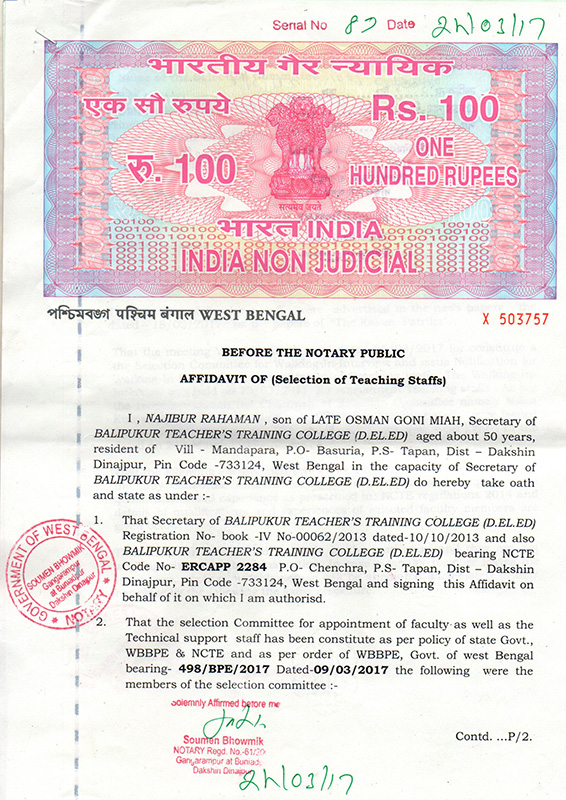 Serial No 87 Date 24/03/17
भारतीय गैर न्यायिक
एक सौ रुपये Rs. 100
रु. 100 ONE
HUNDRED RUPEES
सत्यमेव जयते
भारत INDIA
INDIA NON JUDICIAL
পশ্চিমবঙ্গ पश्चिम बंगाल WEST BENGAL
X 503757
BEFORE THE NOTARY PUBLIC
AFFIDAVIT OF (Selection of Teaching Staffs)
I , NAJIBUR RAHAMAN , son of LATE OSMAN GONI MIAH, Secretary of
BALIPUKUR TEACHER'S TRAINING COLLEGE (D.EL.ED) aged about 50 years,
resident of Vill - Mandapara, P.O- Basuria, P.S- Tapan, Dist – Dakshin
Dinajpur, Pin Code -733124, West Bengal in the capacity of Secretary of
BALIPUKUR TEACHER'S TRAINING COLLEGE (D.EL.ED) do hereby take oath
and state as under :-
1. That Secretary of BALIPUKUR TEACHER'S TRAINING COLLEGE (D.EL.ED)
Registration No- book -IV No-00062/2013 dated-10/10/2013 and also
BALIPUKUR TEACHER'S TRAINING COLLEGE (D.EL.ED) bearing NCTE
Code No- ERCAPP 2284 P.O- Chenchra, P.S- Tapan, Dist – Dakshin
Dinajpur, Pin Code -733124, West Bengal and signing this Affidavit on
behalf of it on which I am authorisd.
GOVERNMENT OF WEST BENGAL
SOUMEN BHOWMIK
Gangarampur
at Buniadpur
Dakshin Dinajpur
NOTARY
2. That the selection Committee for appointment of faculty as well as the
Technical support staff has been constitute as per policy of state Govt.,
WBBPE & NCTE and as per order of WBBPE, Govt. of west Bengal
bearing- 498/BPE/2017 Dated-09/03/2017 the following were the
members of the selection committee :-
Solemnly Affirmed before me
Soumen Bhowmik
NOTARY Regd. No.-61/20
Gangarampur at Buniad
Dakshin Dinajpur
24/03/17
Contd. ...P/2.